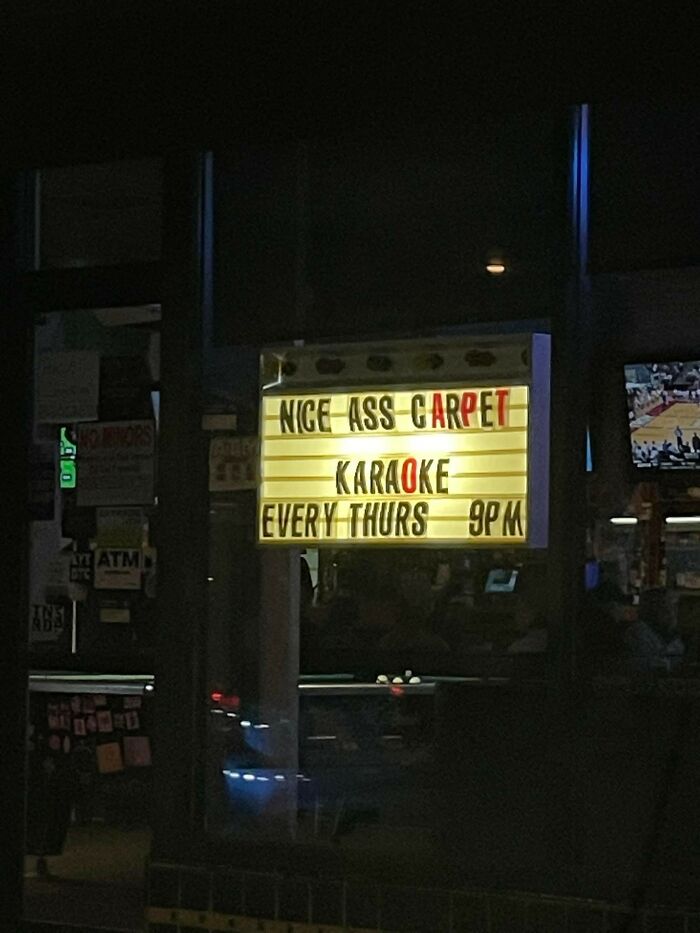 NICE ASS CARPET
KARAOKE
EVERY THURS 9PM
NO MINORS
ATM